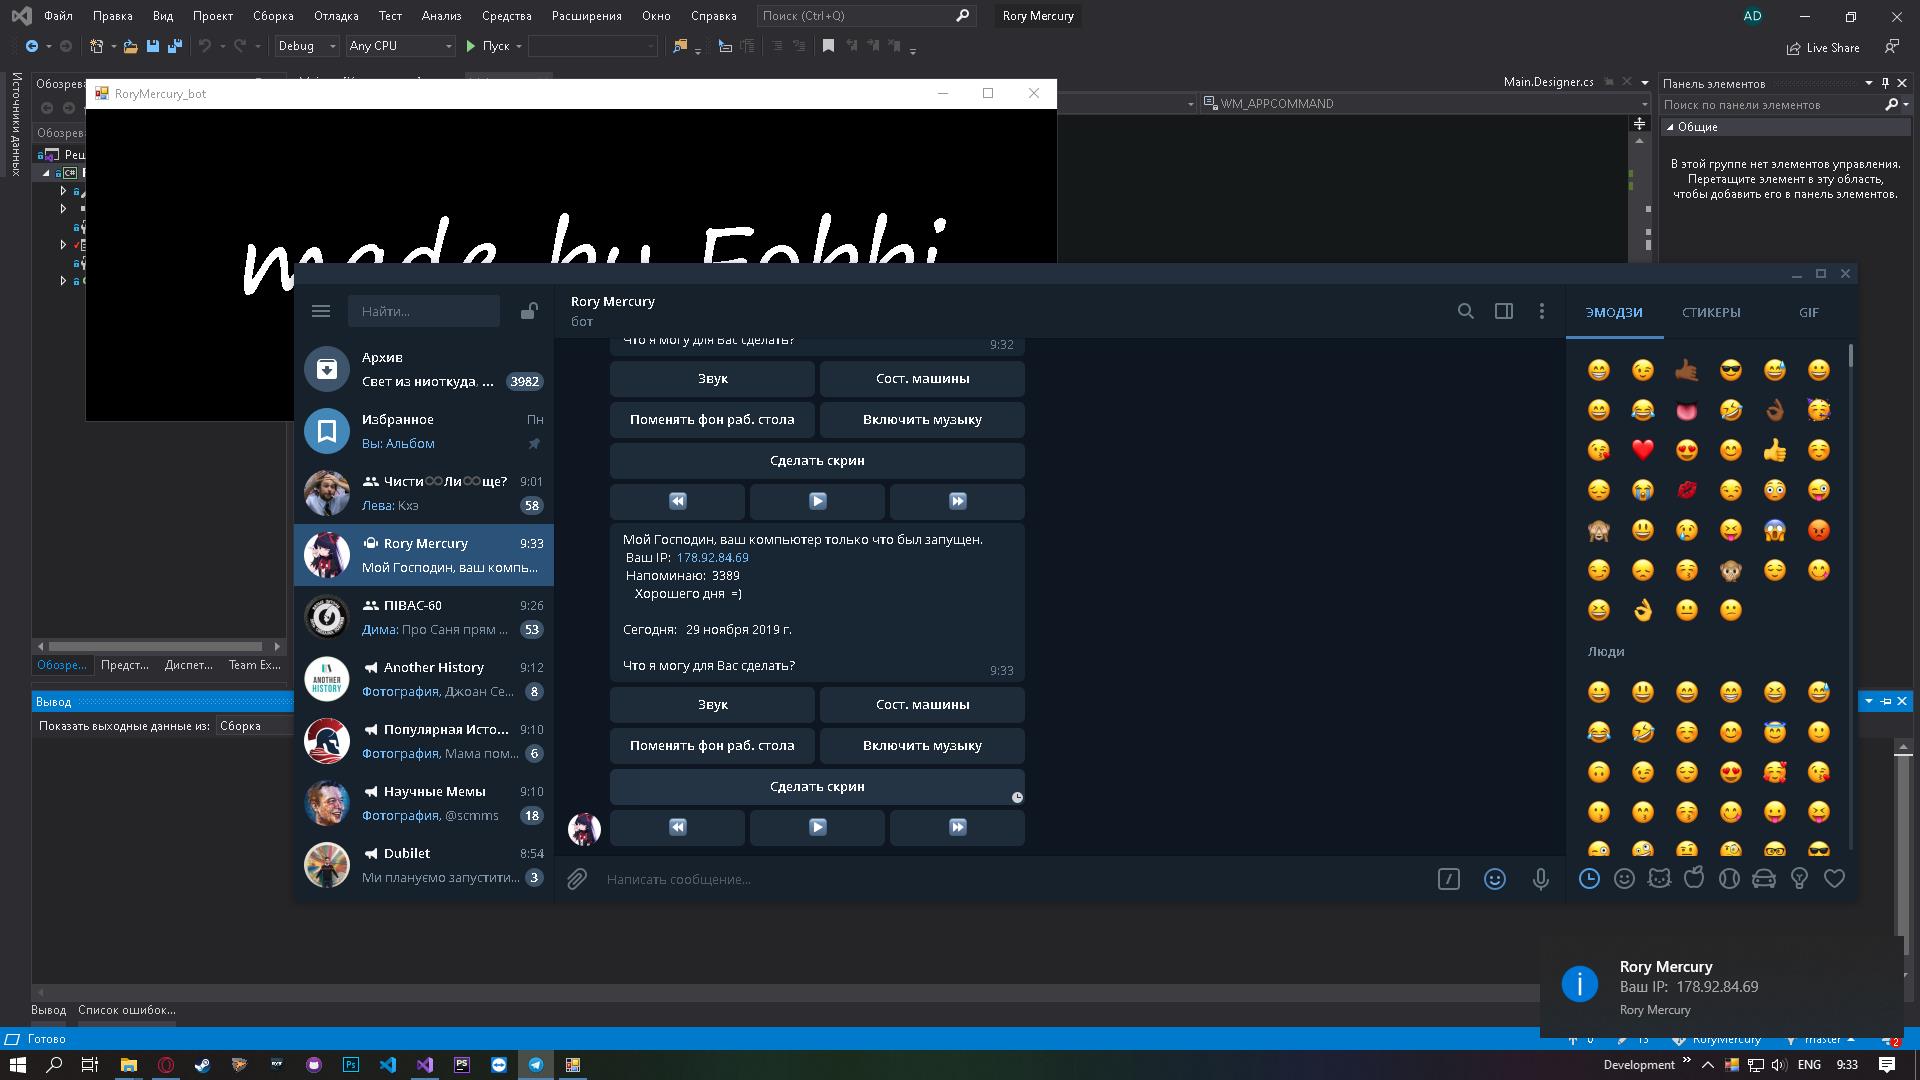 Файл Правка Вид Проект Сборка Отладка Тест Анализ Средства Расширения Окно Справка Поиск (Ctrl+Q) Rory Mercury AD
Debug Any CPU Пуск Live Share
Источники данных
Main.Designer.cs
Панель элементов
WM_APPCOMMAND
Поиск по панели элементов
Общие
В этой группе нет элементов управления.
Перетащите элемент в эту область,
чтобы добавить его в панель элементов.
RoryMercury_bot
made by Fobbi
Найти...
Rory Mercury
бот
ЭМОДЗИ СТИКЕРЫ GIF
Архив
Свет из ниоткуда, ... 3982
Избранное Пн
Вы: Альбом
Чисти Ли ще? 9:01
Лева: Кхэ 58
Rory Mercury 9:33
Мой Господин, ваш компь...
ПІВАС-60 9:26
Дима: Про Саня прям ... 53
Another History 9:12
Фотография, Джоан Се... 8
ANOTHER HISTORY
Популярная Исто... 9:10
Фотография, Мама пом... 6
Научные Мемы 9:10
Фотография, @scmms 18
Dubilet 8:54
Ми плануємо запустити... 3
Что я могу для Вас сделать? 9:32
Звук Сост. машины
Поменять фон раб. стола Включить музыку
Сделать скрин
Мой Господин, ваш компьютер только что был запущен.
Ваш IP: 178.92.84.69
Напоминаю: 3389
Хорошего дня =)
Сегодня: 29 ноября 2019 г.
Что я могу для Вас сделать? 9:33
Звук Сост. машины
Поменять фон раб. стола Включить музыку
Сделать скрин
Написать сообщение...
Люди
Обозре... Предст... Диспет... Team Ex...
Вывод
Показать выходные данные из: Сборка
Вывод Список ошибок...
Rory Mercury
Ваш IP: 178.92.84.69
Rory Mercury
Готово
0 13 RoryMercury master 2
Development ENG 9:33